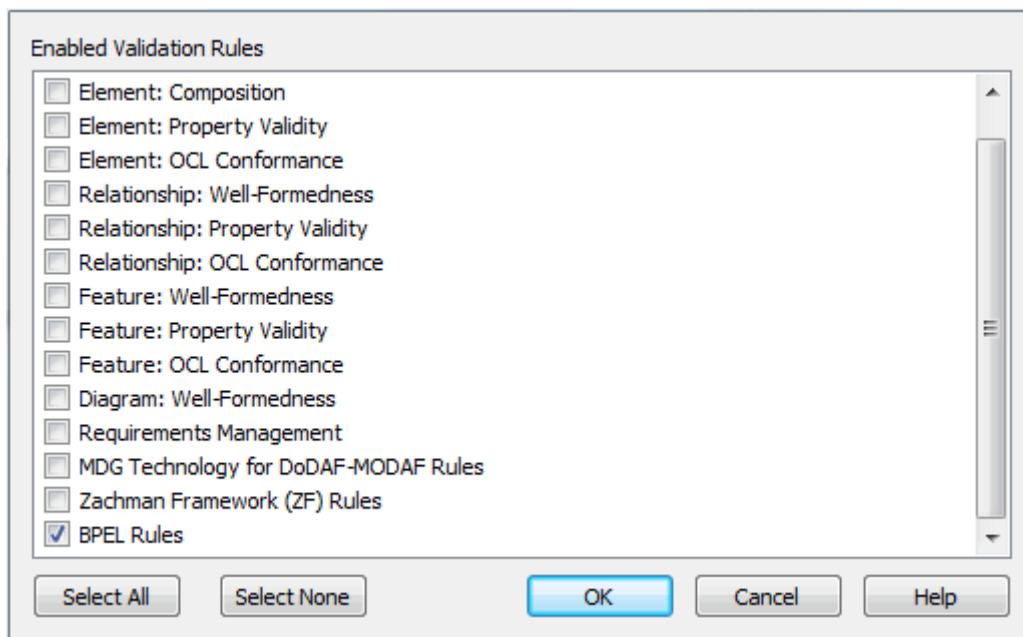 Enabled Validation Rules
Element: Composition
Element: Property Validity
Element: OCL Conformance
Relationship: Well-Formedness
Relationship: Property Validity
Relationship: OCL Conformance
Feature: Well-Formedness
Feature: Property Validity
Feature: OCL Conformance
Diagram: Well-Formedness
Requirements Management
MDG Technology for DoDAF-MODAF Rules
Zachman Framework (ZF) Rules
BPEL Rules
Select All Select None OK Cancel Help